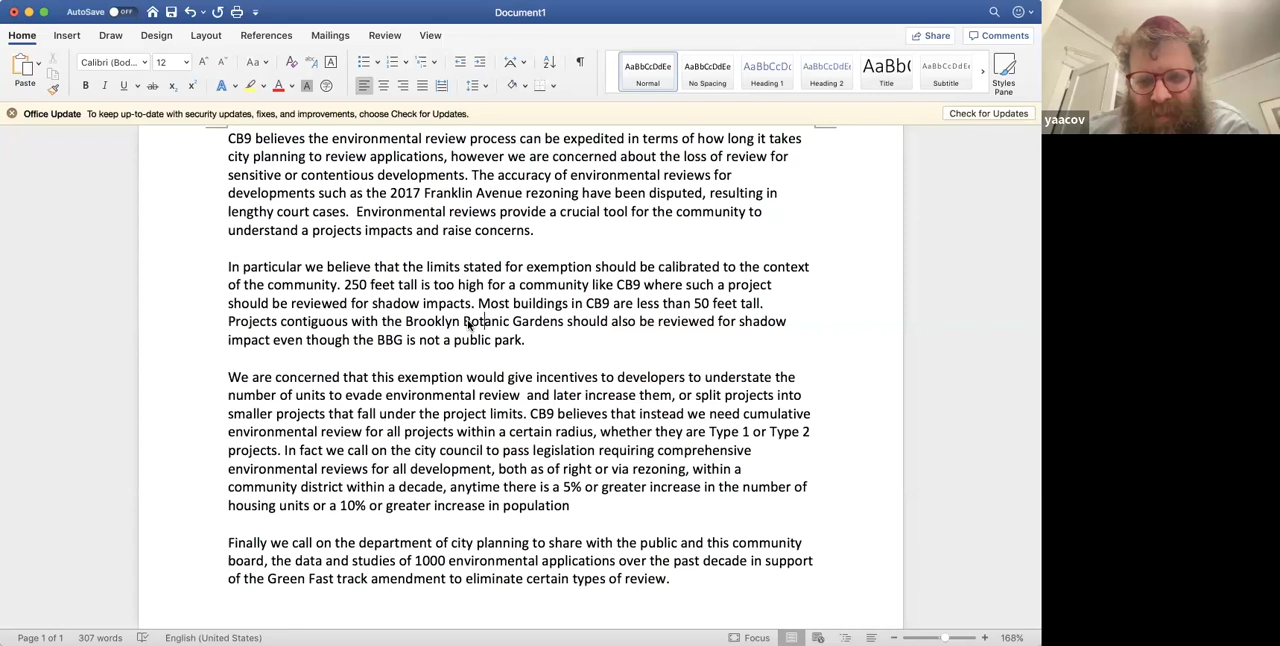 AutoSave OFF
Document1
Home Insert Draw Design Layout References Mailings Review View
Share Comments
Paste
Calibri (Bod... 12
AaBbCcDdEe AaBbCcDdEe AaBbCcDc AaBbCcDdEe AaBb( AaBbCcDdEe
Normal No Spacing Heading 1 Heading 2 Title Subtitle
Styles
Pane
Office Update To keep up-to-date with security updates, fixes, and improvements, choose Check for Updates.
Check for Updates
yaacov
CB9 believes the environmental review process can be expedited in terms of how long it takes
city planning to review applications, however we are concerned about the loss of review for
sensitive or contentious developments. The accuracy of environmental reviews for
developments such as the 2017 Franklin Avenue rezoning have been disputed, resulting in
lengthy court cases.  Environmental reviews provide a crucial tool for the community to
understand a projects impacts and raise concerns.
In particular we believe that the limits stated for exemption should be calibrated to the context
of the community. 250 feet tall is too high for a community like CB9 where such a project
should be reviewed for shadow impacts. Most buildings in CB9 are less than 50 feet tall.
Projects contiguous with the Brooklyn Botanic Gardens should also be reviewed for shadow
impact even though the BBG is not a public park.
We are concerned that this exemption would give incentives to developers to understate the
number of units to evade environmental review  and later increase them, or split projects into
smaller projects that fall under the project limits. CB9 believes that instead we need cumulative
environmental review for all projects within a certain radius, whether they are Type 1 or Type 2
projects. In fact we call on the city council to pass legislation requiring comprehensive
environmental reviews for all development, both as of right or via rezoning, within a
community district within a decade, anytime there is a 5% or greater increase in the number of
housing units or a 10% or greater increase in population
Finally we call on the department of city planning to share with the public and this community
board, the data and studies of 1000 environmental applications over the past decade in support
of the Green Fast track amendment to eliminate certain types of review.
Page 1 of 1 307 words English (United States)
Focus 168%